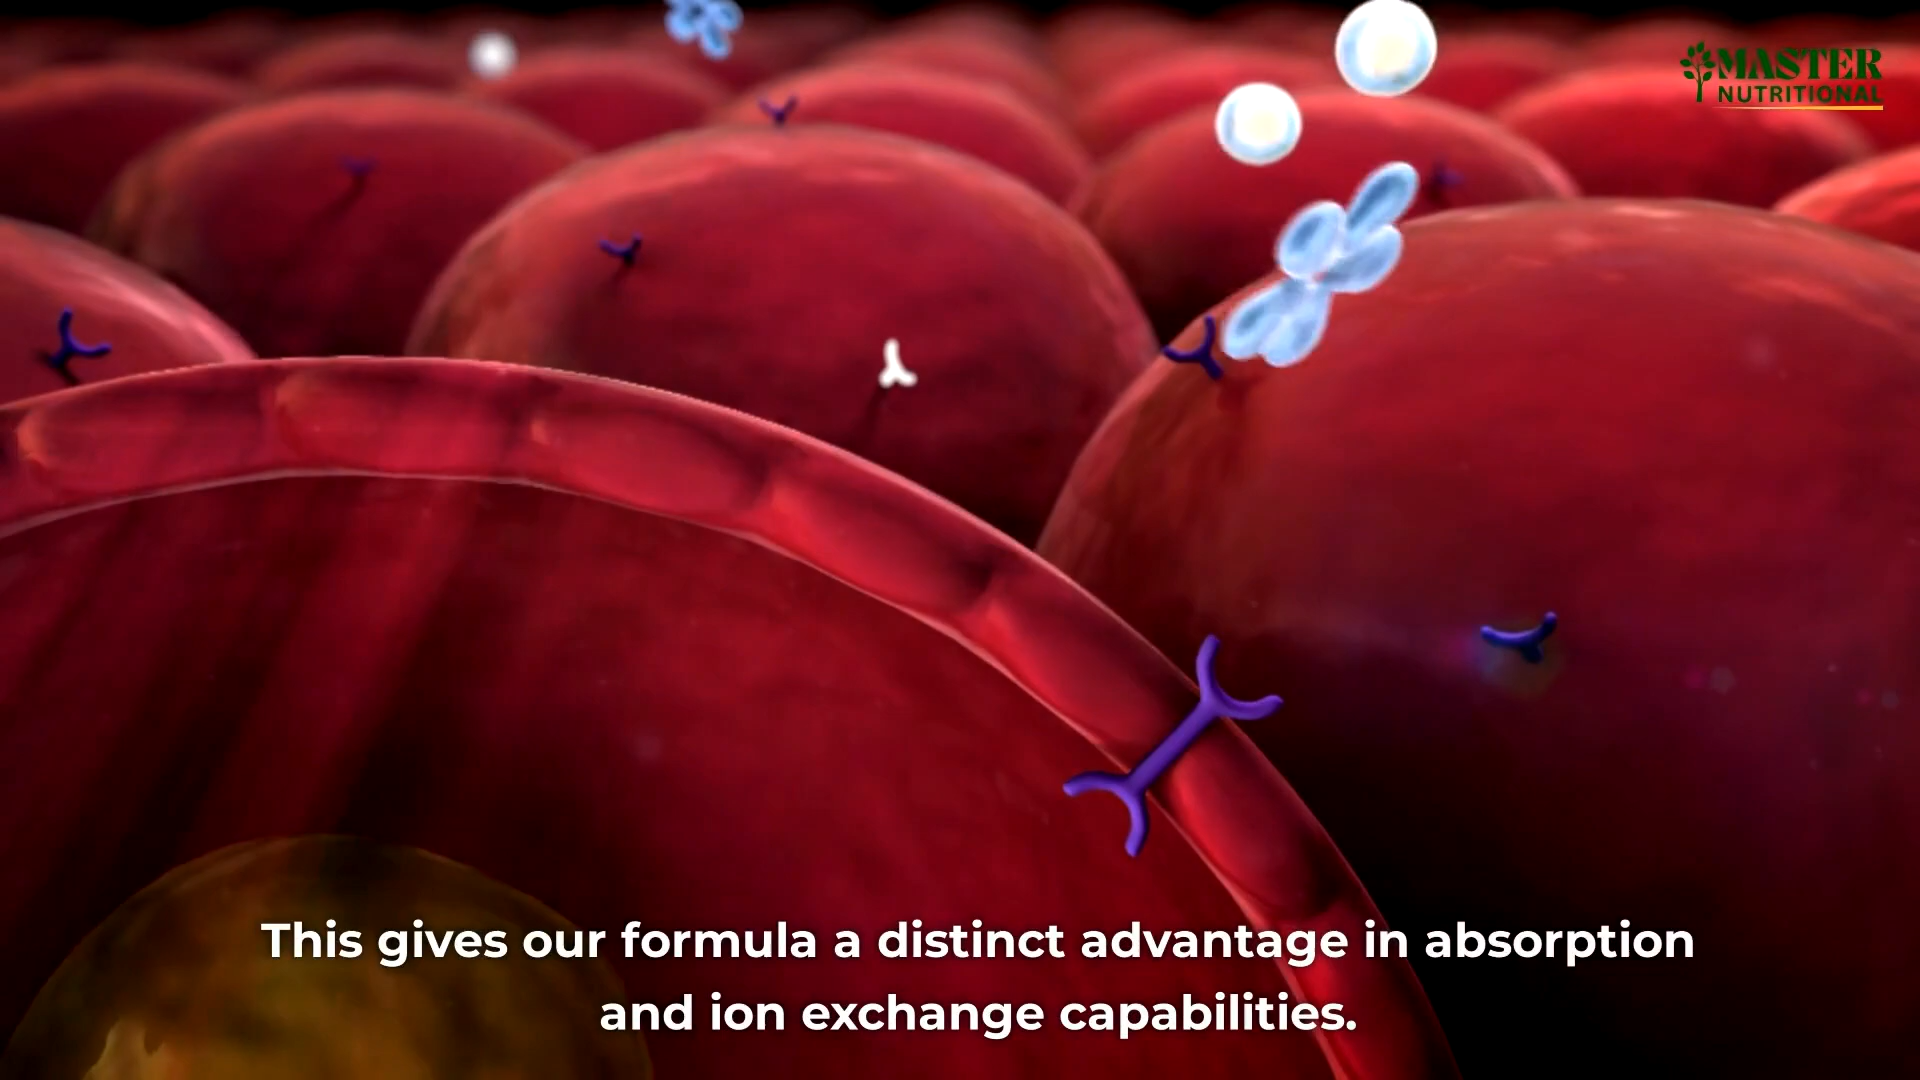 MASTER
NUTRITIONAL
This gives our formula a distinct advantage in absorption
and ion exchange capabilities.